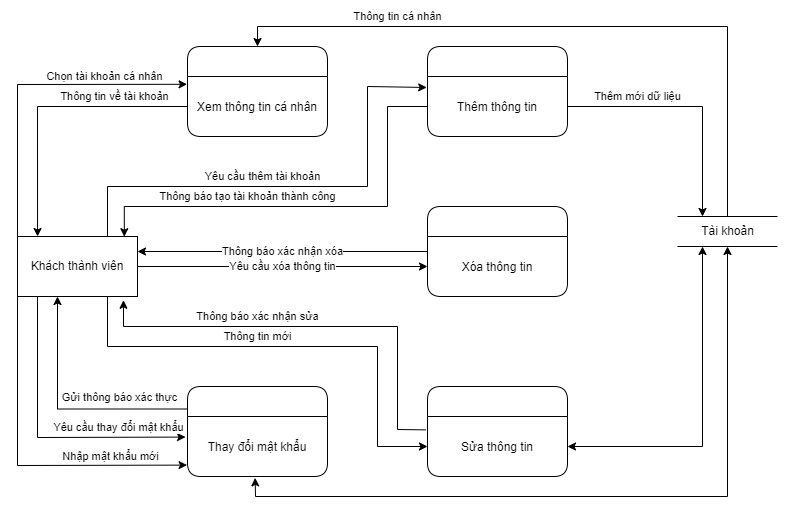 Thông tin cá nhân
Chọn tài khoản cá nhân
Thông tin về tài khoản
Xem thông tin cá nhân
Thêm thông tin
Thêm mới dữ liệu
Yêu cầu thêm tài khoản
Thông báo tạo tài khoản thành công
Tài khoản
Khách thành viên
Thông báo xác nhận xóa
Yêu cầu xóa thông tin
Xóa thông tin
Thông báo xác nhận sửa
Thông tin mới
Gửi thông báo xác thực
Yêu cầu thay đổi mật khẩu
Nhập mật khẩu mới
Thay đổi mật khẩu
Sửa thông tin